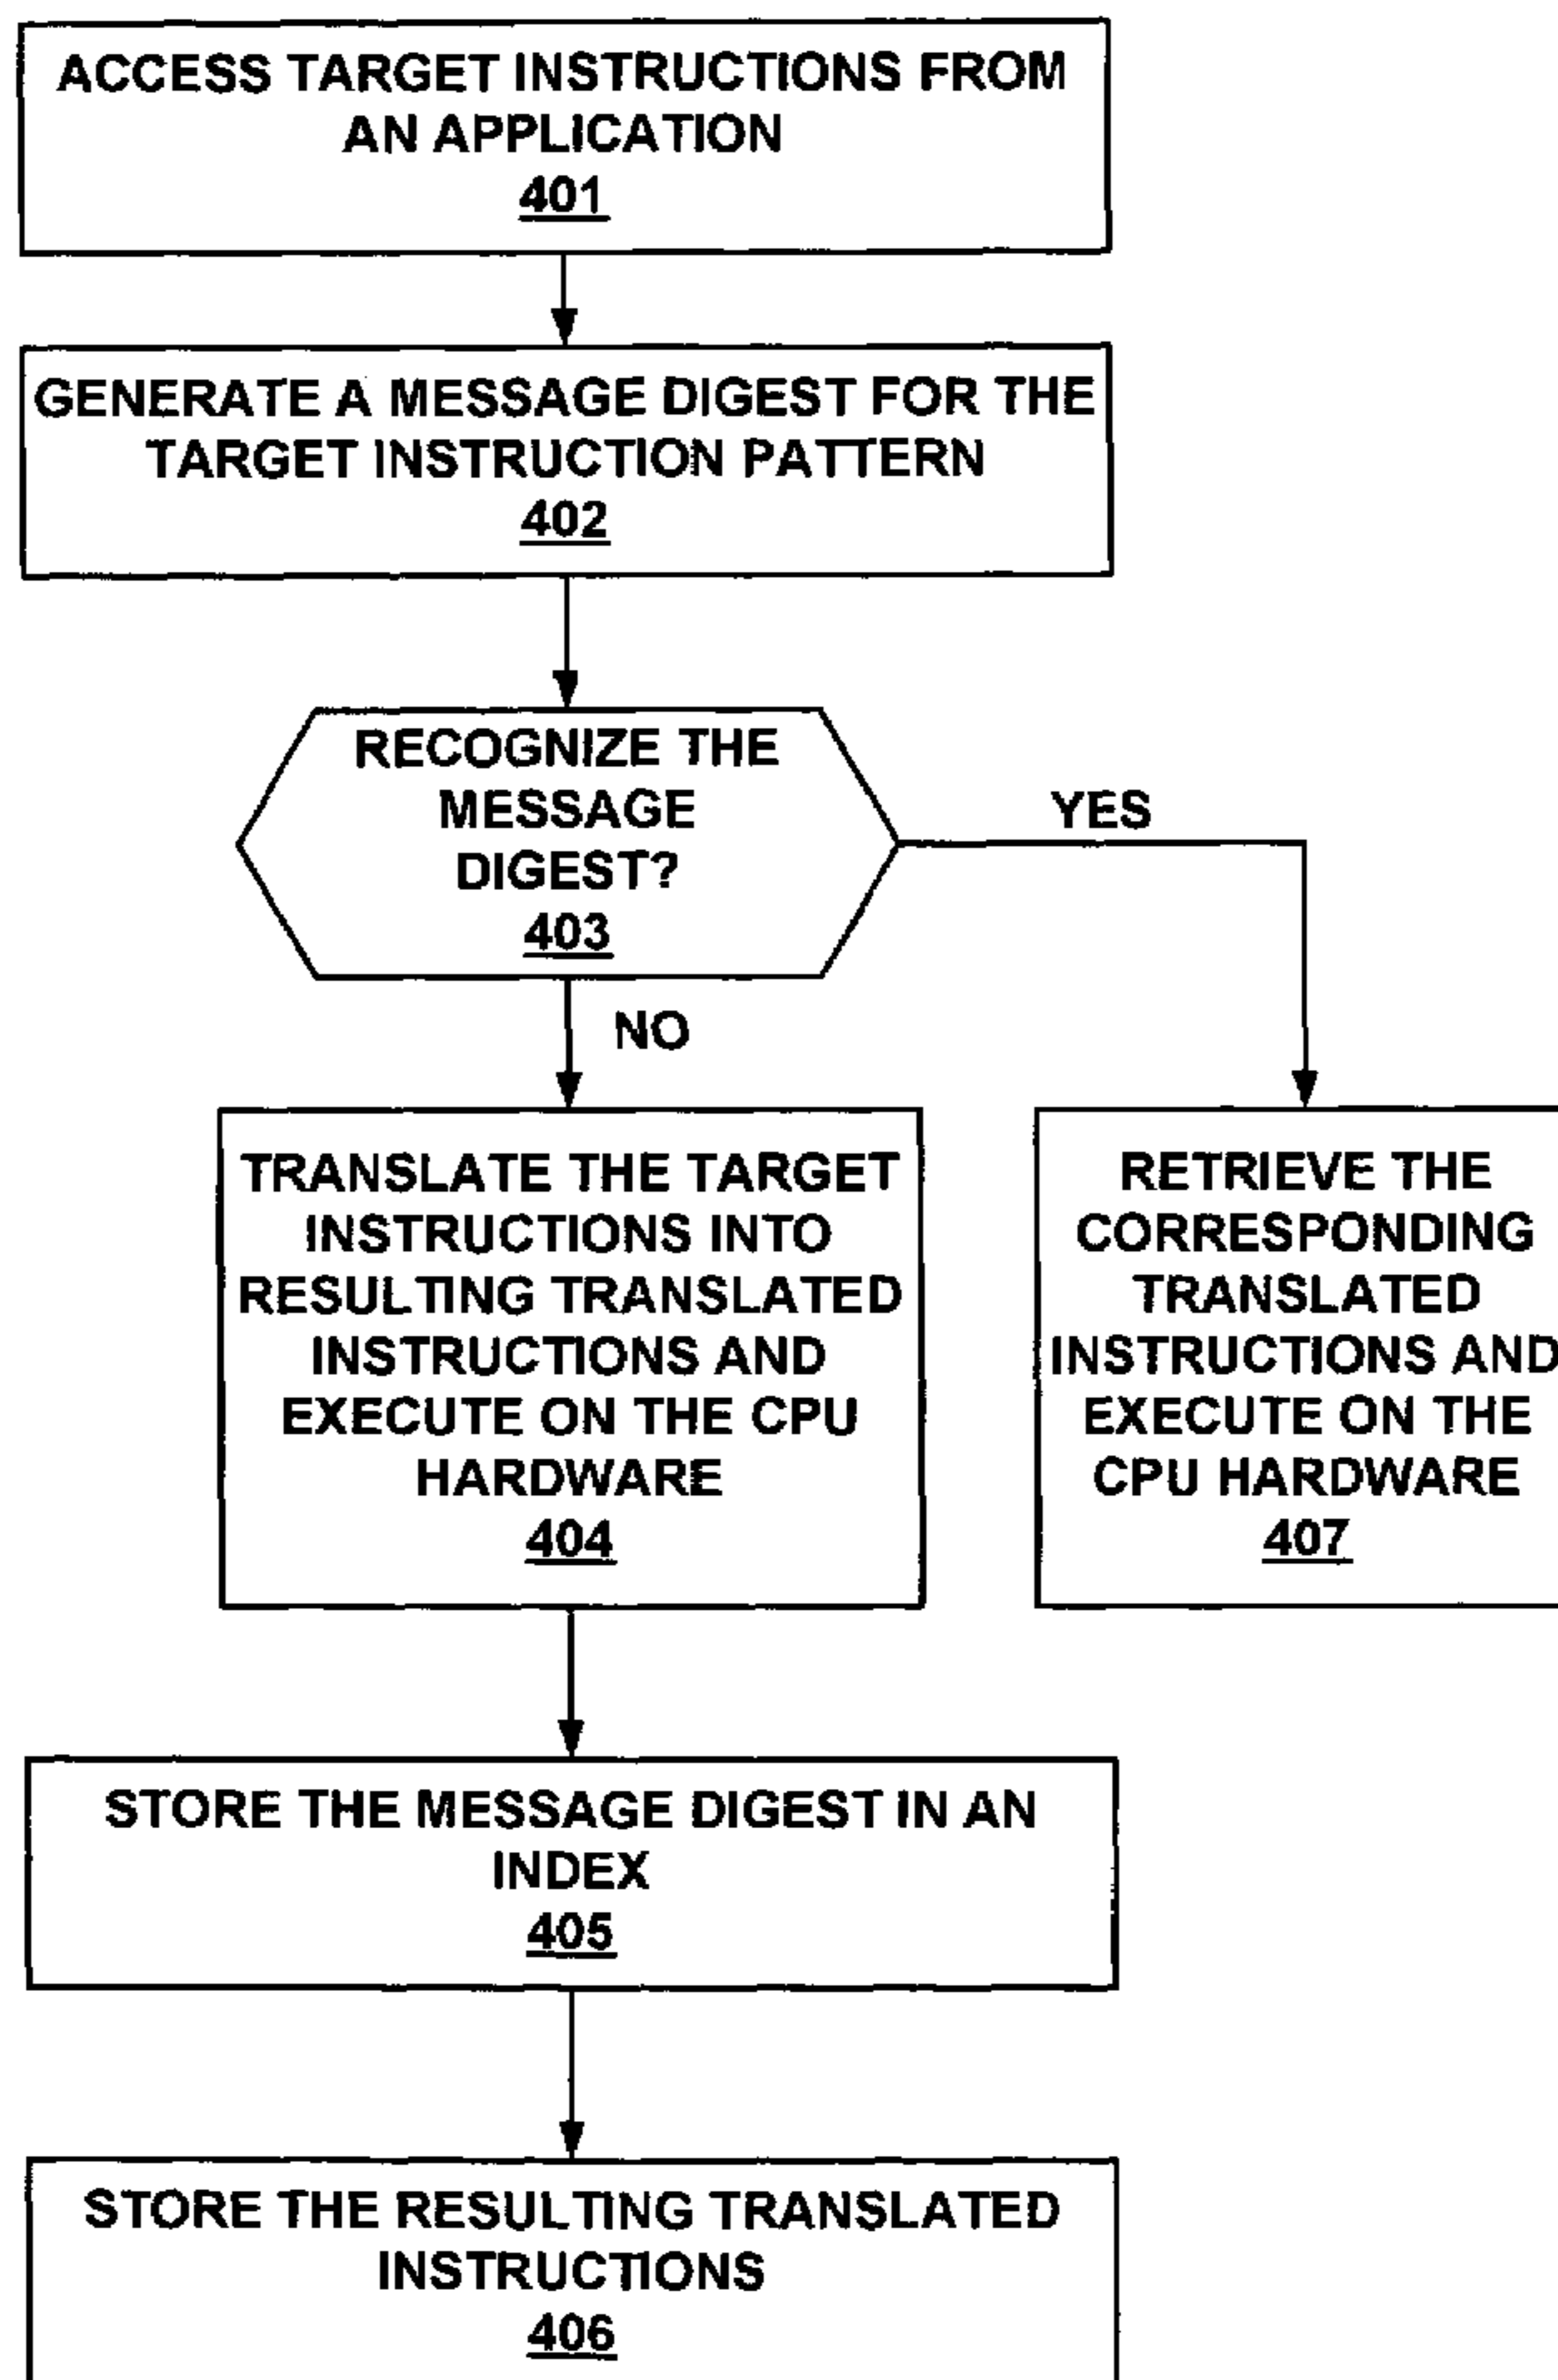 ACCESS TARGET INSTRUCTIONS FROM
AN APPLICATION
401
GENERATE A MESSAGE DIGEST FOR THE
TARGET INSTRUCTION PATTERN
402
RECOGNIZE THE
MESSAGE
DIGEST?
403
YES
NO
TRANSLATE THE TARGET
INSTRUCTIONS INTO
RESULTING TRANSLATED
INSTRUCTIONS AND
EXECUTE ON THE CPU
HARDWARE
404
RETRIEVE THE
CORRESPONDING
TRANSLATED
INSTRUCTIONS AND
EXECUTE ON THE
CPU HARDWARE
407
STORE THE MESSAGE DIGEST IN AN
INDEX
405
STORE THE RESULTING TRANSLATED
INSTRUCTIONS
406